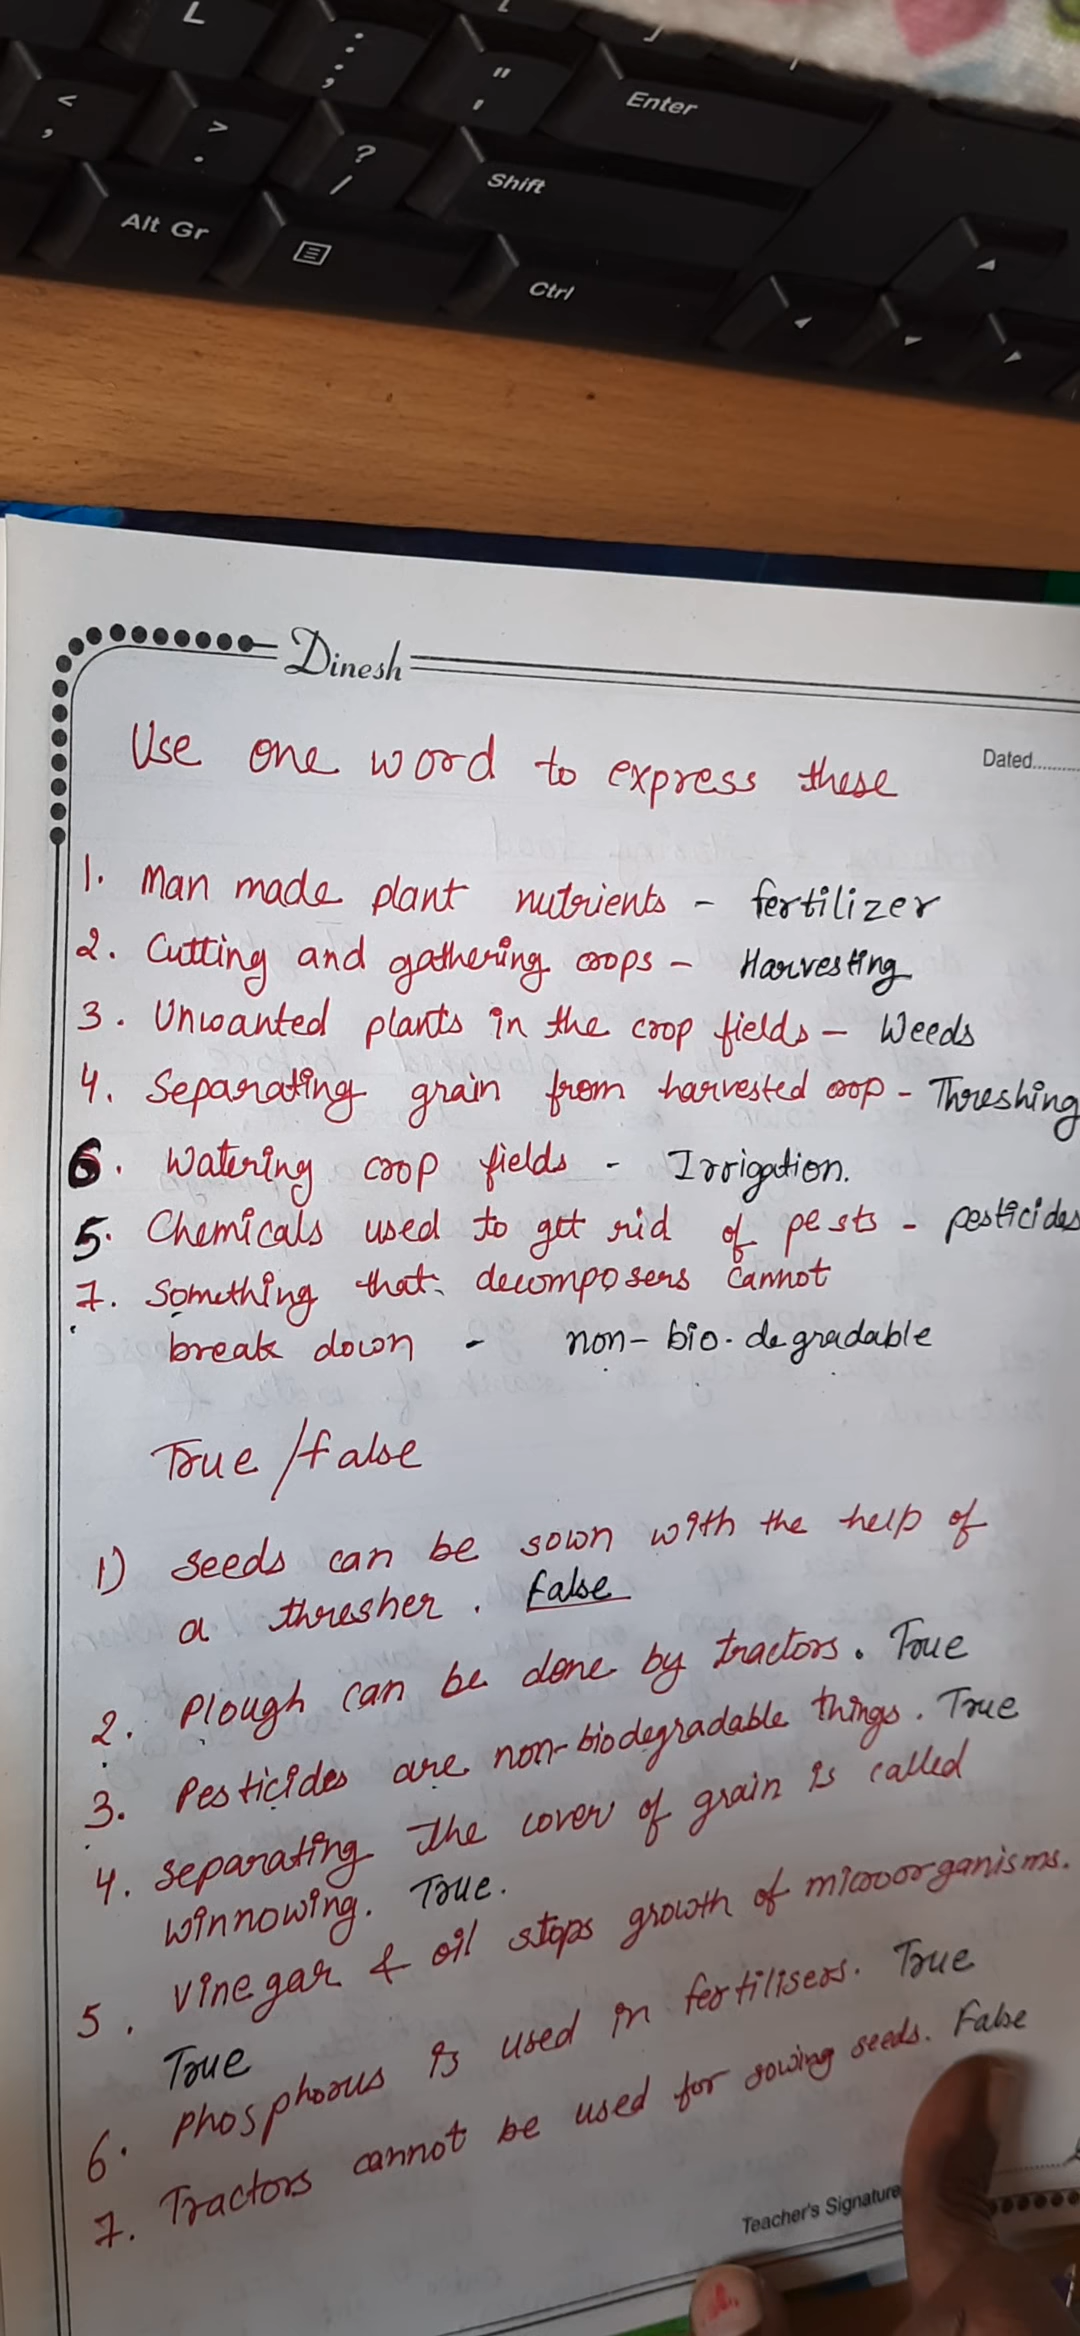 L
:
;
"
'
Enter
<
,
>
.
?
/
Shift
Alt Gr
Ctrl
Dinesh
Dated..........
Use one word to express these
1. Man made plant nutrients - fertilizer
2. Cutting and gathering crops - Harvesting
3. Unwanted plants in the crop fields - Weeds
4. Separating grain from harvested crop - Threshing
6. Watering crop fields - Irrigation.
5. Chemicals used to get rid of pests - pesticides
7. Something that decomposers cannot
break down - non-bio-degradable
True/false
1) Seeds can be sown with the help of
a thresher. False
2. Plough can be done by tractors. True
3. Pesticides are non-biodegradable things. True
4. Separating the cover of grain is called
winnowing. True.
5. Vinegar & oil stops growth of microorganisms.
True
6. Phosphorus is used in fertilisers. True
7. Tractors cannot be used for sowing seeds. False
Teacher's Signature